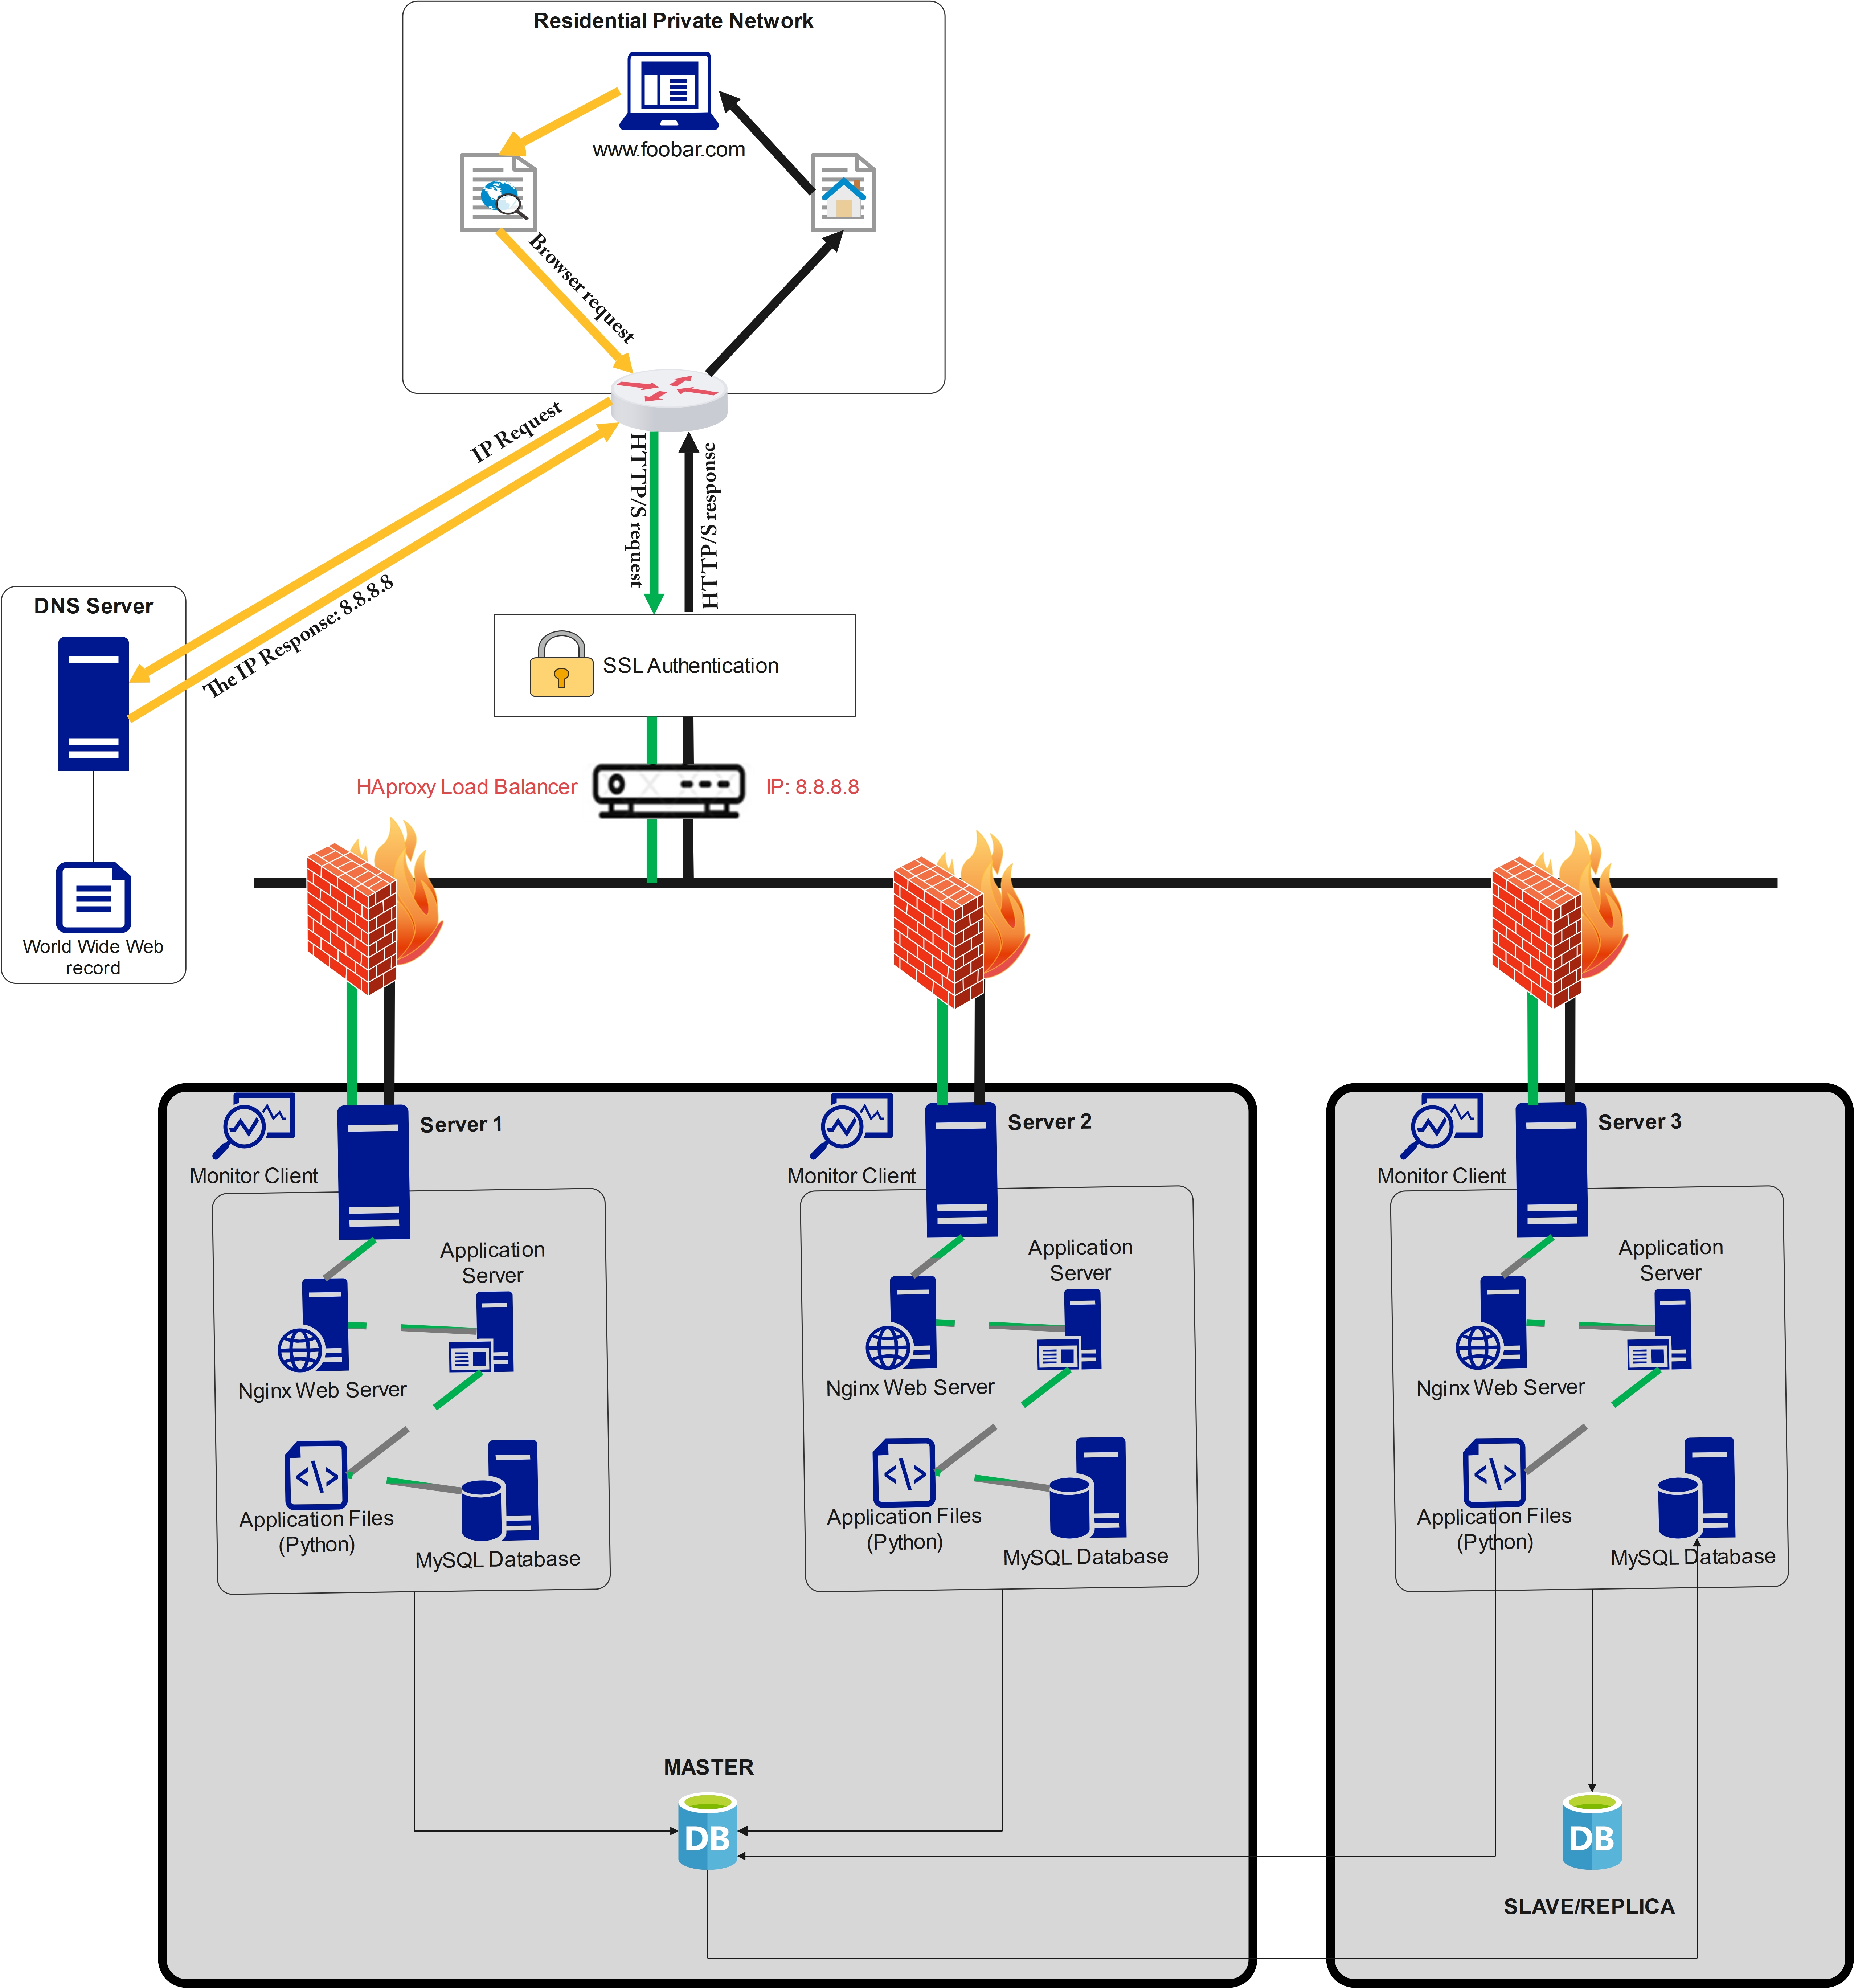 Residential Private Network
www.foobar.com
Browser request
IP Request
The IP Response: 8.8.8.8
HTTTP/S request
HTTTP/S response
DNS Server
World Wide Web
record
SSL Authentication
HAproxy Load Balancer
IP: 8.8.8.8
Server 1
Monitor Client
Application
Server
Nginx Web Server
Application Files
(Python)
MySQL Database
Server 2
Monitor Client
Application
Server
Nginx Web Server
Application Files
(Python)
MySQL Database
Server 3
Monitor Client
Application
Server
Nginx Web Server
Application Files
(Python)
MySQL Database
MASTER
DB
DB
SLAVE/REPLICA